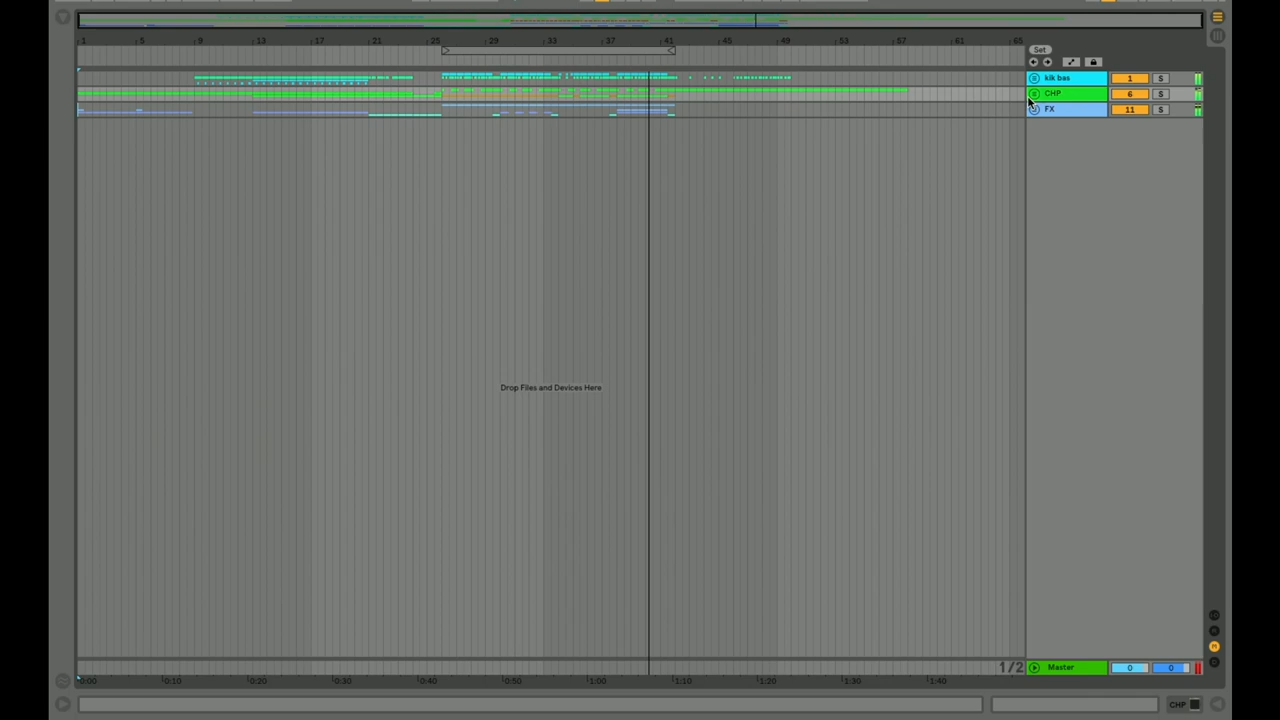 1 5 9 13 17 21 25 29 33 37 41 45 49 53 57 61 65
Set
kik bas 1 S
CHP 6 S
FX 11 S
Drop Files and Devices Here
1/2 Master 0 0
0:00 0:10 0:20 0:30 0:40 0:50 1:00 1:10 1:20 1:30 1:40
CHP